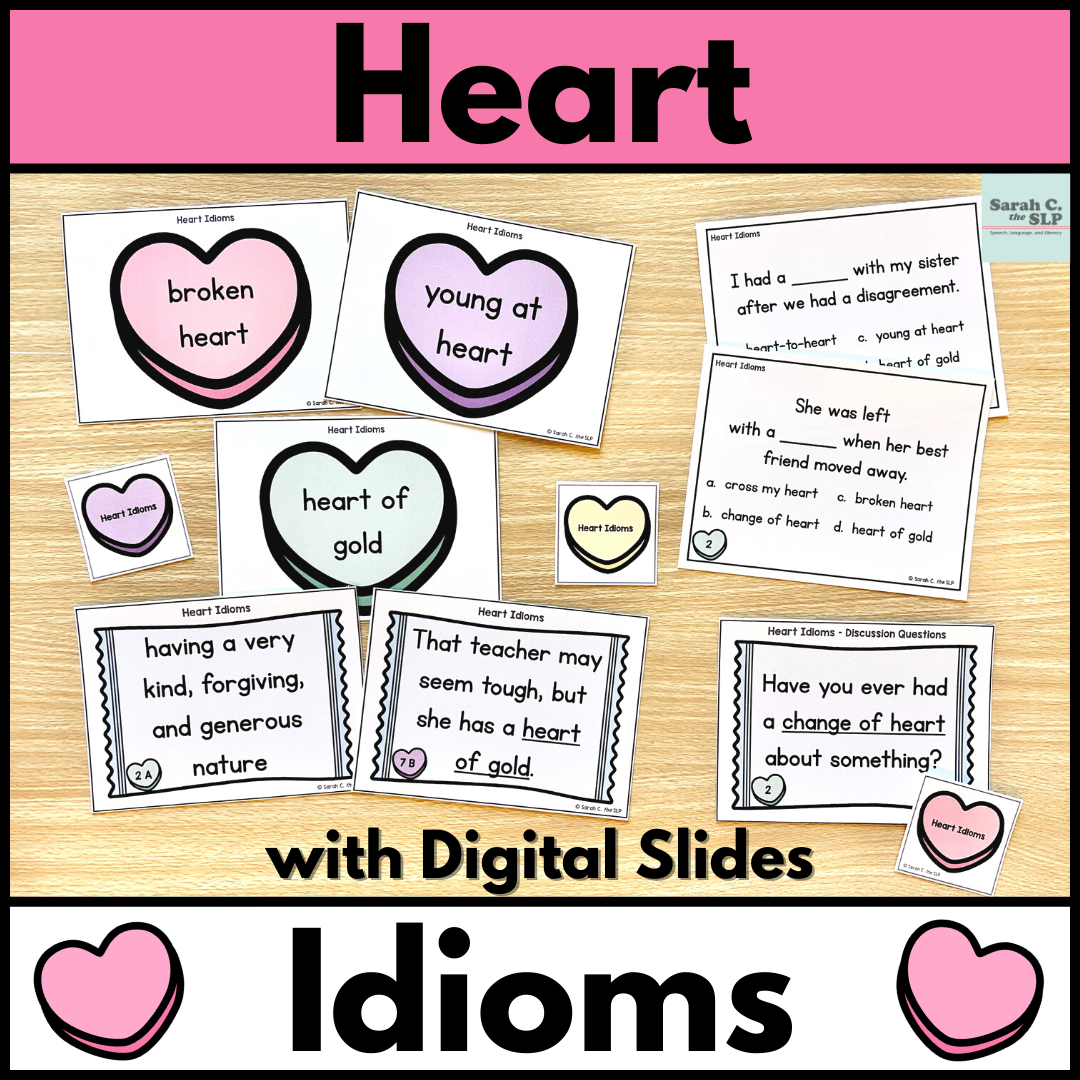 Heart
Sarah C.
the SLP
Speech, Language, and Literacy
Heart Idioms
broken
heart
© Sarah C. the SLP
Heart Idioms
young at
heart
© Sarah C. the SLP
Heart Idioms
I had a ______ with my sister
after we had a disagreement.
heart-to-heart c. young at heart
heart of gold
Heart Idioms
She was left
with a ______ when her best
friend moved away.
a. cross my heart c. broken heart
b. change of heart d. heart of gold
2
© Sarah C. the SLP
Heart Idioms
heart of
gold
Heart Idioms
Heart Idioms
Heart Idioms
having a very
kind, forgiving,
and generous
nature
2 A
© Sarah C. the SLP
Heart Idioms
That teacher may
seem tough, but
she has a heart
of gold.
7 B
© Sarah C. the SLP
Heart Idioms - Discussion Questions
Have you ever had
a change of heart
about something?
2
Heart Idioms
© Sarah C. the SLP
with Digital Slides
Idioms